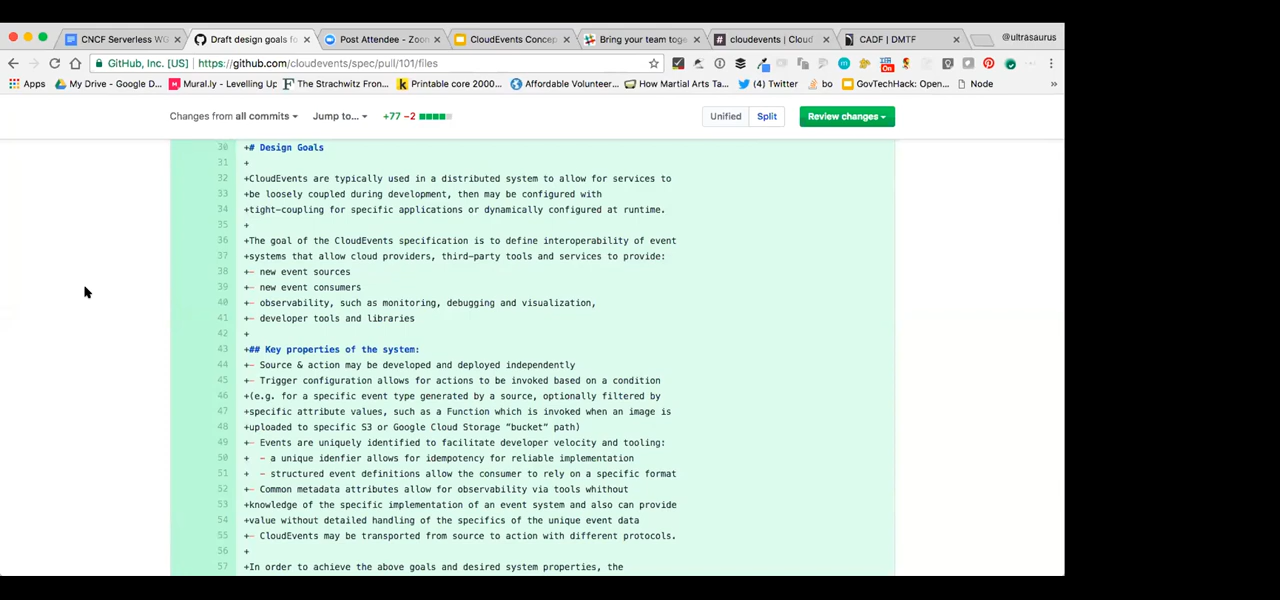 CNCF Serverless WG
Draft design goals fo
Post Attendee - Zoom
CloudEvents Concep
Bring your team toge
cloudevents | Cloud
CADF | DMTF
@ultrasaurus
GitHub, Inc. [US]
https://github.com/cloudevents/spec/pull/101/files
Apps
My Drive - Google D...
Mural.ly - Levelling Up
The Strachwitz Fron...
Printable core 2000...
Affordable Volunteer...
How Martial Arts Ta...
(4) Twitter
bo
GovTechHack: Open...
Node
»
Changes from all commits
Jump to...
+77 −2
Unified
Split
Review changes
30 +# Design Goals
31 +
32 +CloudEvents are typically used in a distributed system to allow for services to
33 +be loosely coupled during development, then may be configured with
34 +tight-coupling for specific applications or dynamically configured at runtime.
35 +
36 +The goal of the CloudEvents specification is to define interoperability of event
37 +systems that allow cloud providers, third-party tools and services to provide:
38 +- new event sources
39 +- new event consumers
40 +- observability, such as monitoring, debugging and visualization,
41 +- developer tools and libraries
42 +
43 +## Key properties of the system:
44 +- Source & action may be developed and deployed independently
45 +- Trigger configuration allows for actions to be invoked based on a condition
46 +(e.g. for a specific event type generated by a source, optionally filtered by
47 +specific attribute values, such as a Function which is invoked when an image is
48 +uploaded to specific S3 or Google Cloud Storage "bucket" path)
49 +- Events are uniquely identified to facilitate developer velocity and tooling:
50 +  - a unique idenfier allows for idempotency for reliable implementation
51 +  - structured event definitions allow the consumer to rely on a specific format
52 +- Common metadata attributes allow for observability via tools whithout
53 +knowledge of the specific implementation of an event system and also can provide
54 +value without detailed handling of the specifics of the unique event data
55 +- CloudEvents may be transported from source to action with different protocols.
56 +
57 +In order to achieve the above goals and desired system properties, the